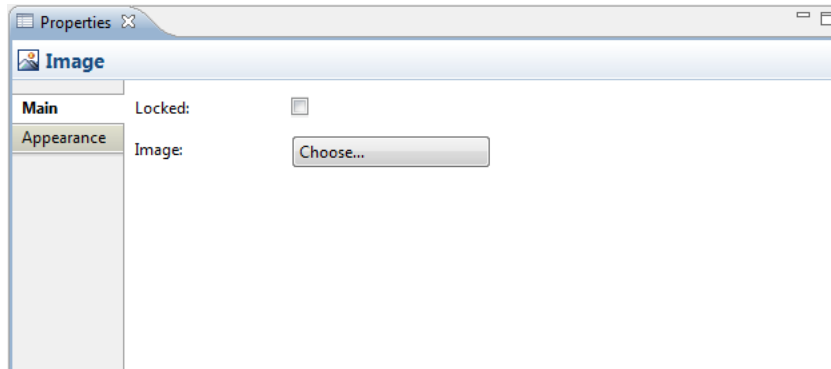 Properties
Image
Main
Locked:
Appearance
Image:
Choose...